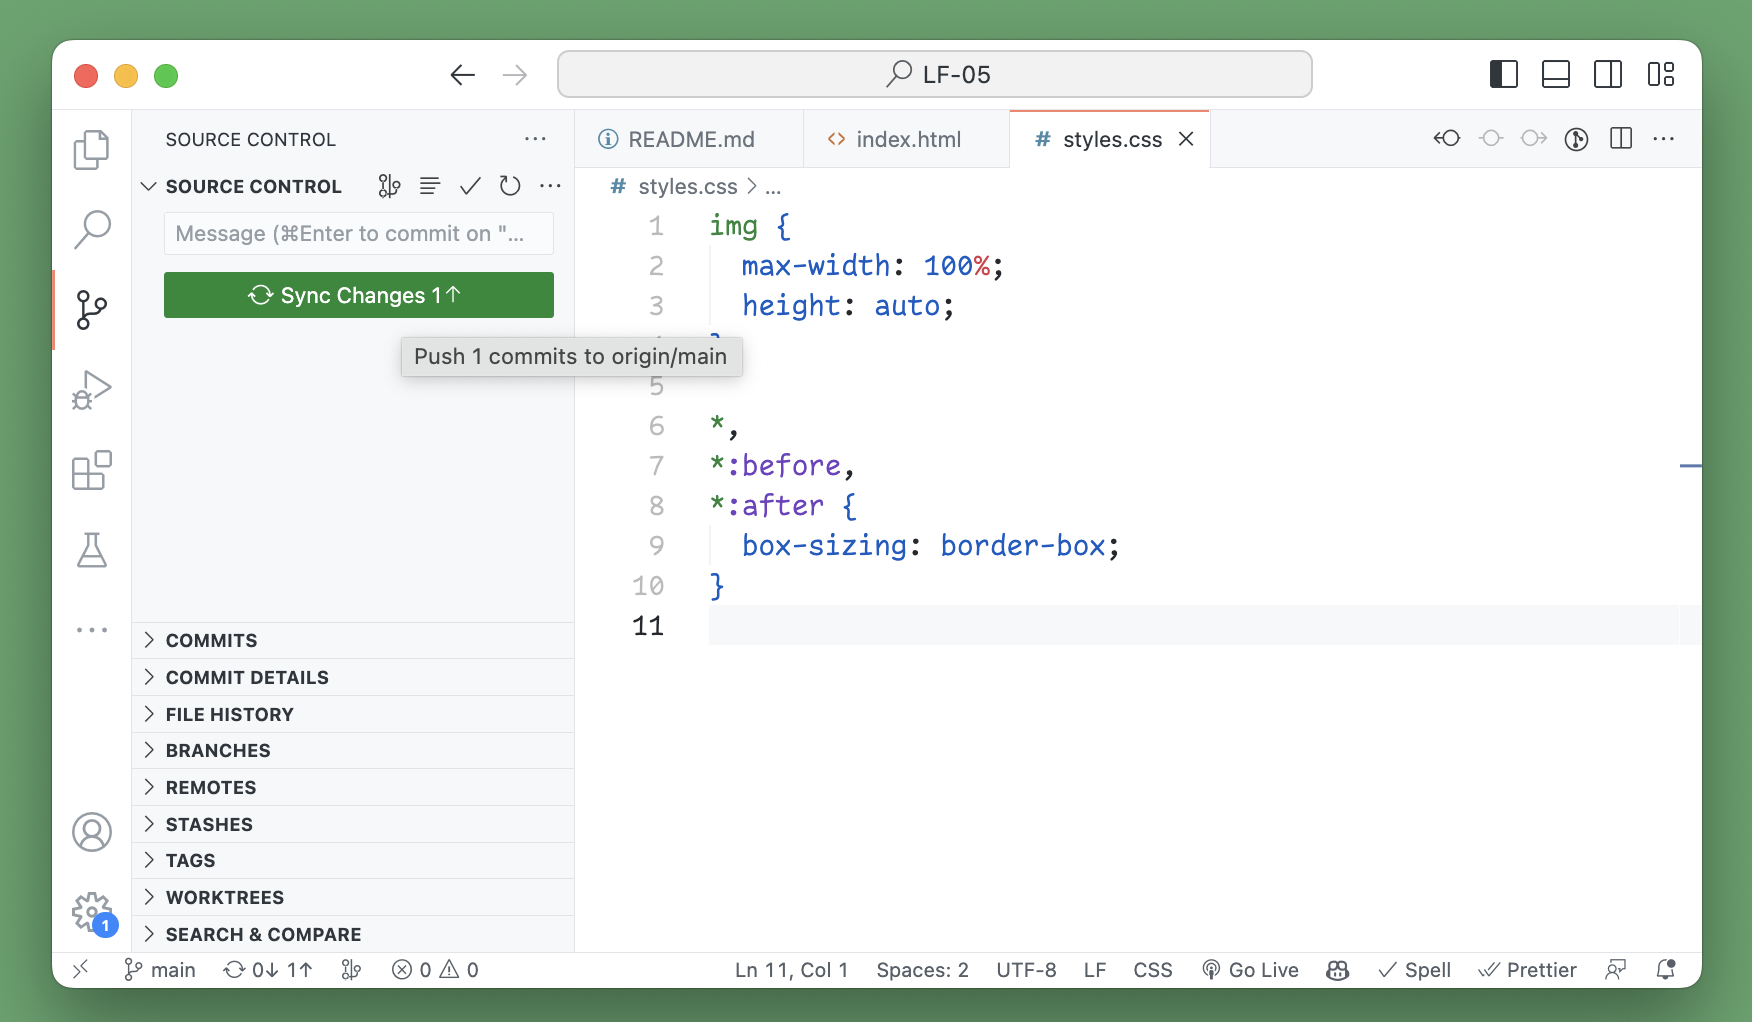 LF-05
SOURCE CONTROL
SOURCE CONTROL
Message (⌘Enter to commit on "...
Sync Changes 1↑
Push 1 commits to origin/main
COMMITS
COMMIT DETAILS
FILE HISTORY
BRANCHES
REMOTES
STASHES
TAGS
WORKTREES
SEARCH & COMPARE
1
README.md
<> index.html
# styles.css
# styles.css > ...
1 img {
2 max-width: 100%;
3 height: auto;
5
6 *,
7 *:before,
8 *:after {
9 box-sizing: border-box;
10 }
11
main 0↓ 1↑ 0 0 Ln 11, Col 1 Spaces: 2 UTF-8 LF CSS Go Live Spell Prettier